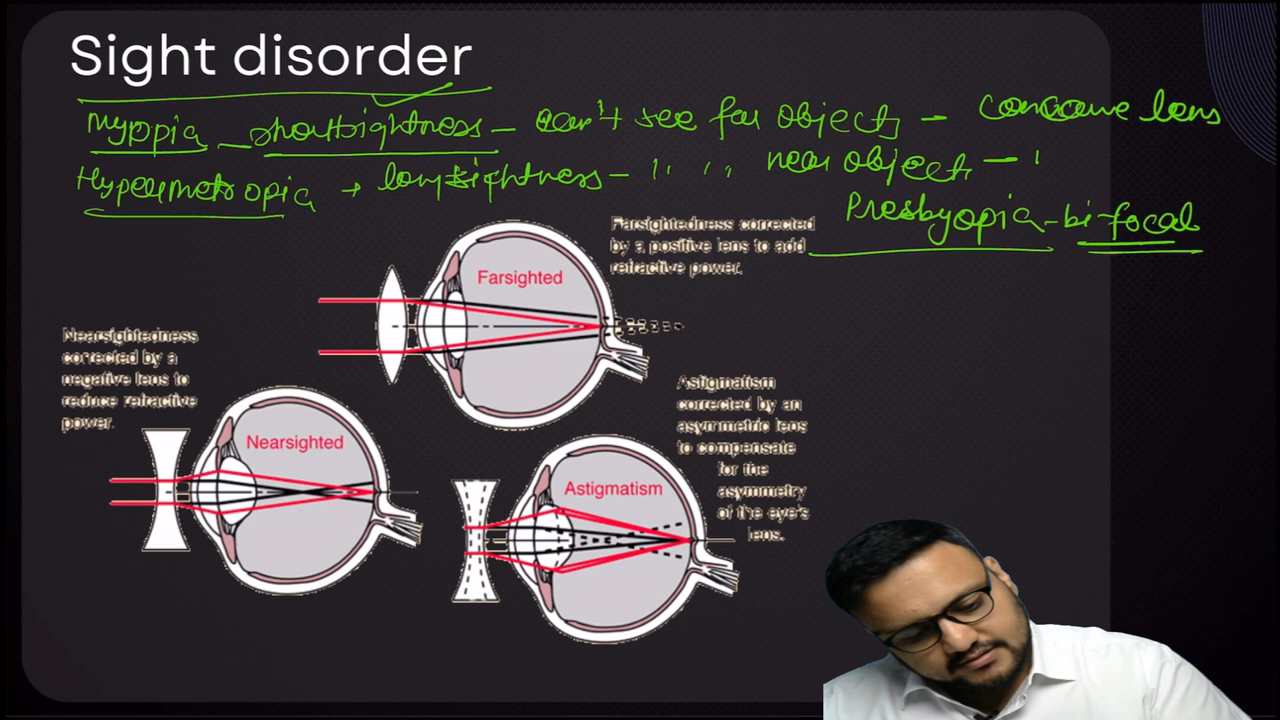 Sight disorder
Myopia - shortsightness - can't see far objects - concave lens
Hypermetropia → longsightness - " " " near object -
Presbyopia - bi-focal
Farsightedness corrected
by a positive lens to add
refractive power.
Farsighted
Nearsightedness
corrected by a
negative lens to
reduce refractive
power.
Nearsighted
Astigmatism
corrected by an
asymmetric lens
to compensate
for the
asymmetry
of the eye's
lens.
Astigmatism